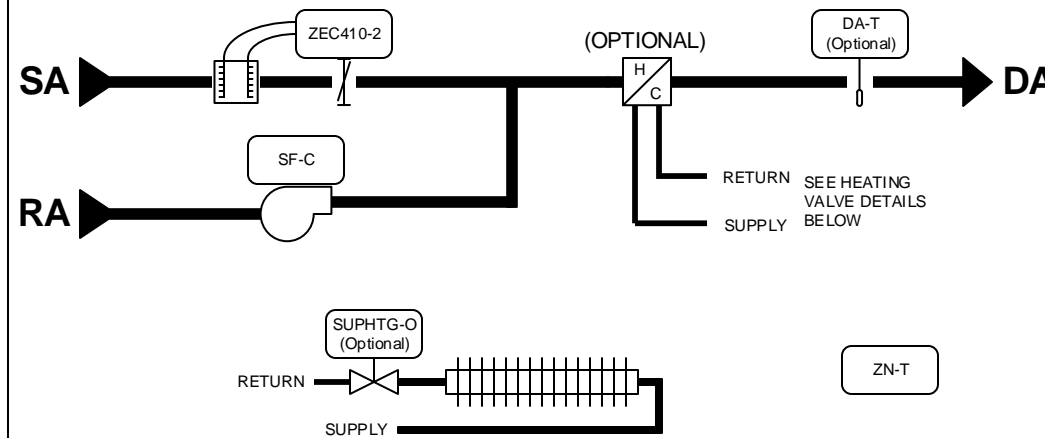 ZEC410-2
DA-T
(Optional)
(OPTIONAL)
SA
H
C
DA
SF-C
RA
RETURN
SUPPLY
SEE HEATING
VALVE DETAILS
BELOW
SUPHTG-O
(Optional)
RETURN
SUPPLY
ZN-T